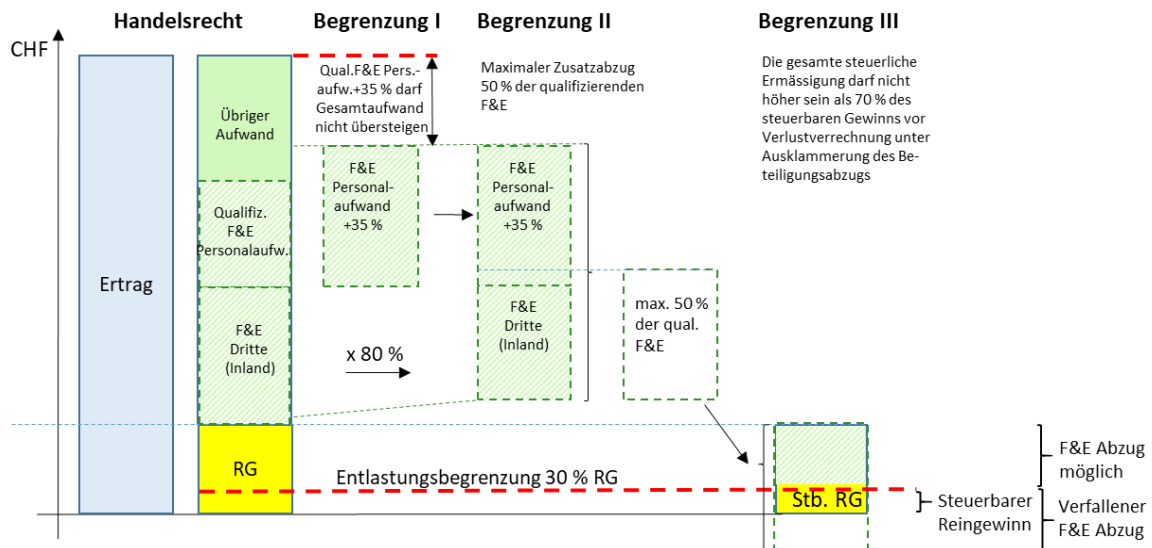 Handelsrecht
Begrenzung I
Begrenzung II
Begrenzung III
CHF
Qual.F&E Pers.-
aufw.+35 % darf
Gesamtaufwand
nicht übersteigen
Maximaler Zusatzabzug
50 % der qualifizierenden
F&E
Die gesamte steuerliche
Ermässigung darf nicht
höher sein als 70 % des
steuerbaren Gewinns vor
Verlustverrechnung unter
Ausklammerung des Be-
teiligungsabzugs
Ertrag
Übriger
Aufwand
Qualifiz.
F&E
Personalaufw.
F&E
Dritte
(Inland)
RG
F&E
Personal-
aufwand
+35 %
x 80 %
F&E
Personal-
aufwand
+35 %
F&E
Dritte
(Inland)
max. 50 %
der qual.
F&E
Entlastungsbegrenzung 30 % RG
Stb. RG
F&E Abzug
möglich
Steuerbarer
Reingewinn
Verfallener
F&E Abzug